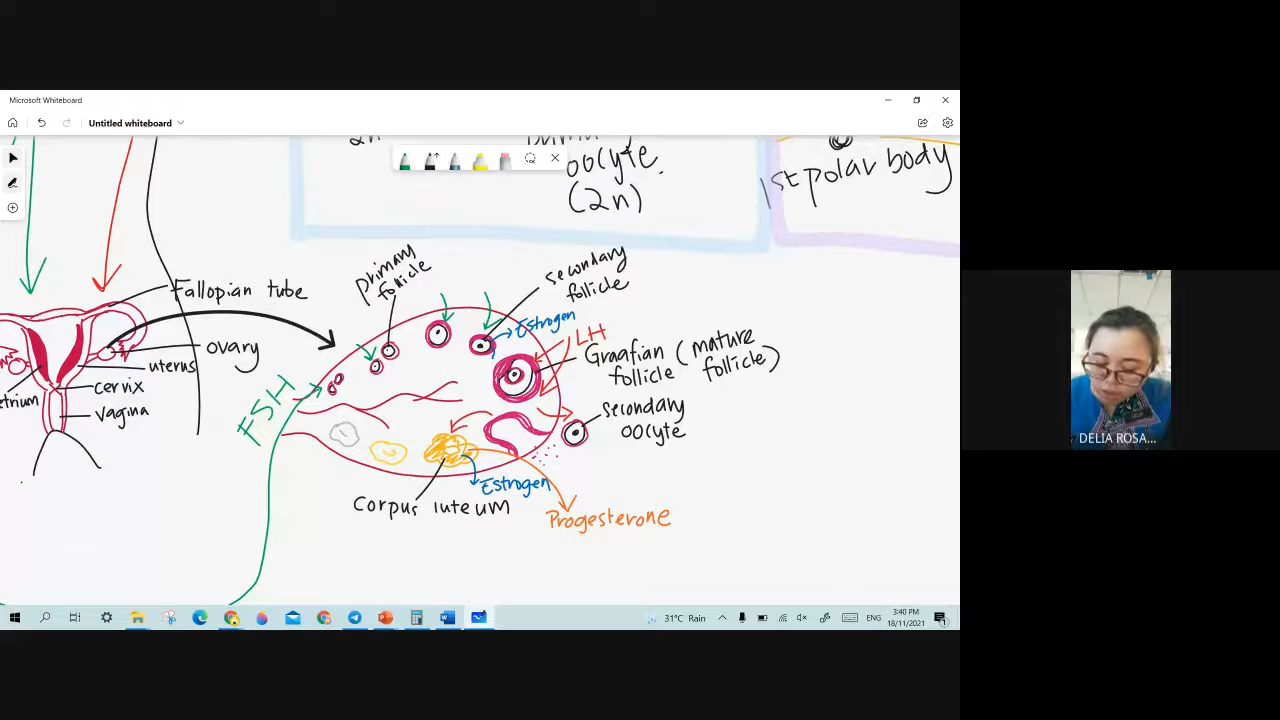 Microsoft Whiteboard
Untitled whiteboard
oocyte.
(2n)
1st polar body
primary
follicle
secondary
follicle
Fallopian tube
Estrogen
LH
Graafian (mature
follicle follicle)
ovary
uterus
cervix
vagina
FSH
secondary
oocyte
Estrogen
Corpus luteum
Progesterone
DELIA ROSA...
31°C Rain
ENG
3:40 PM
18/11/2021